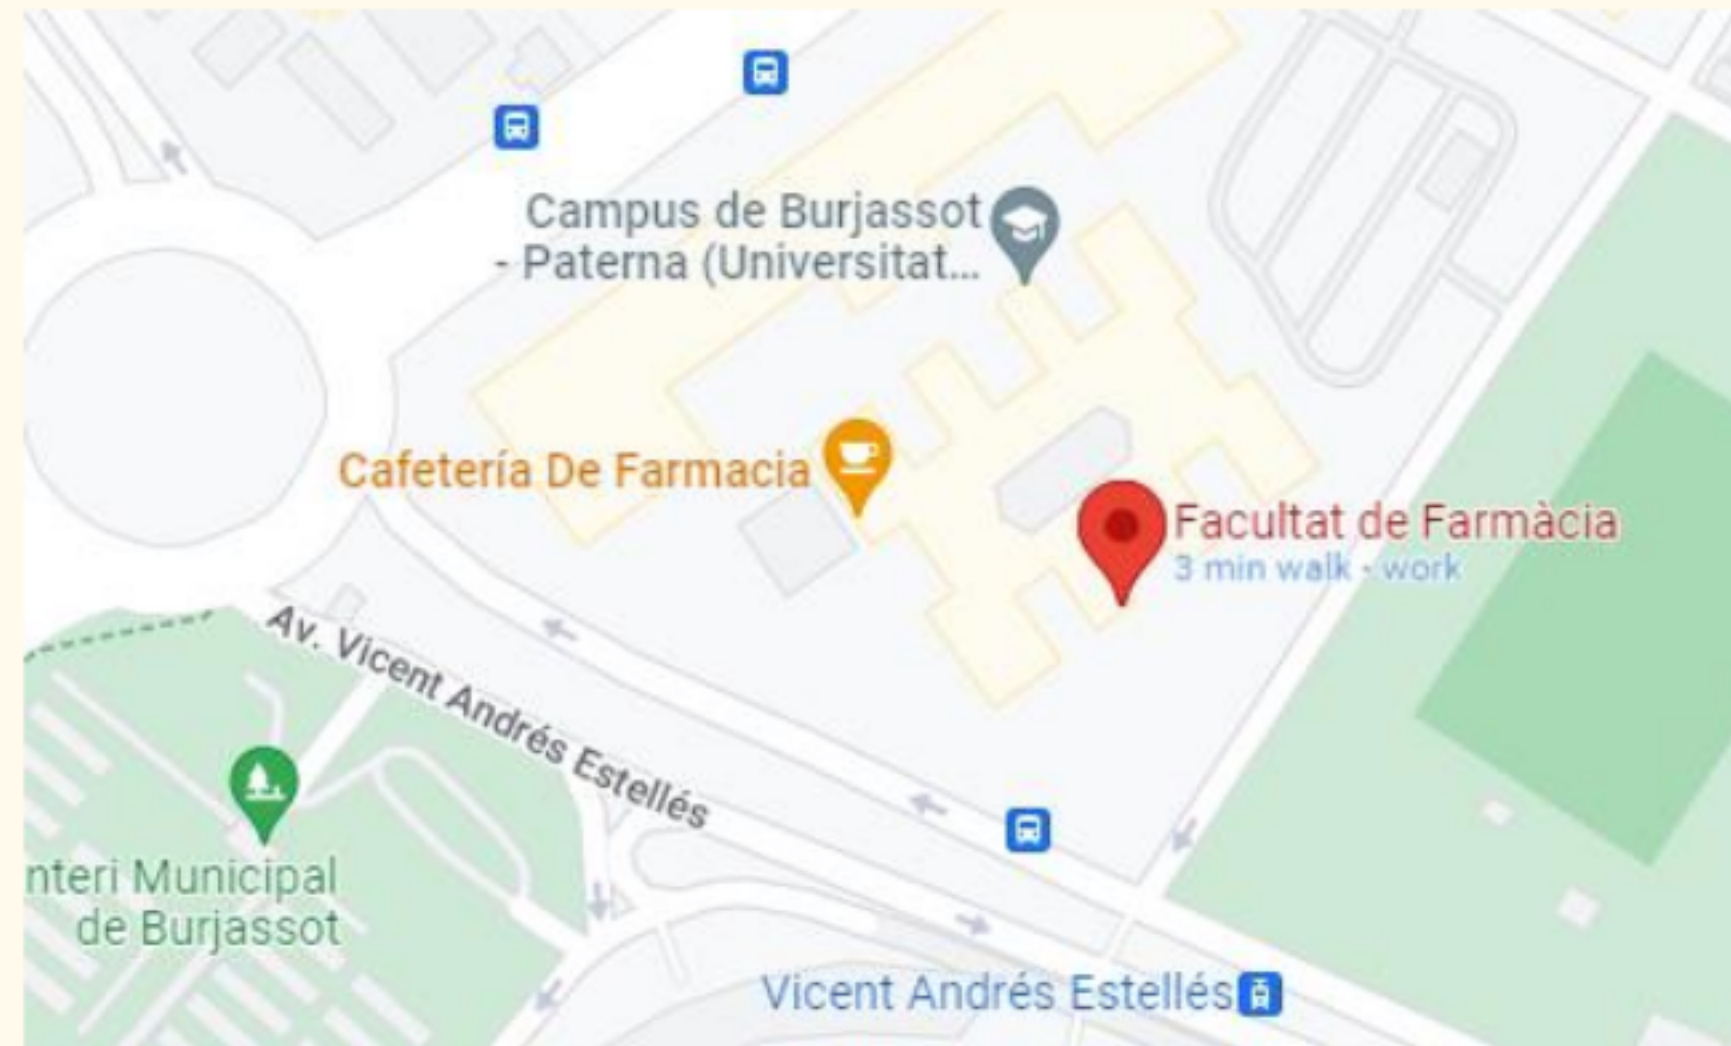 Campus de Burjassot
- Paterna (Universitat...
Cafetería De Farmacia
Facultat de Farmàcia
3 min walk - work
Av. Vicent Andrés Estellés
nteri Municipal
de Burjassot
Vicent Andrés Estellés